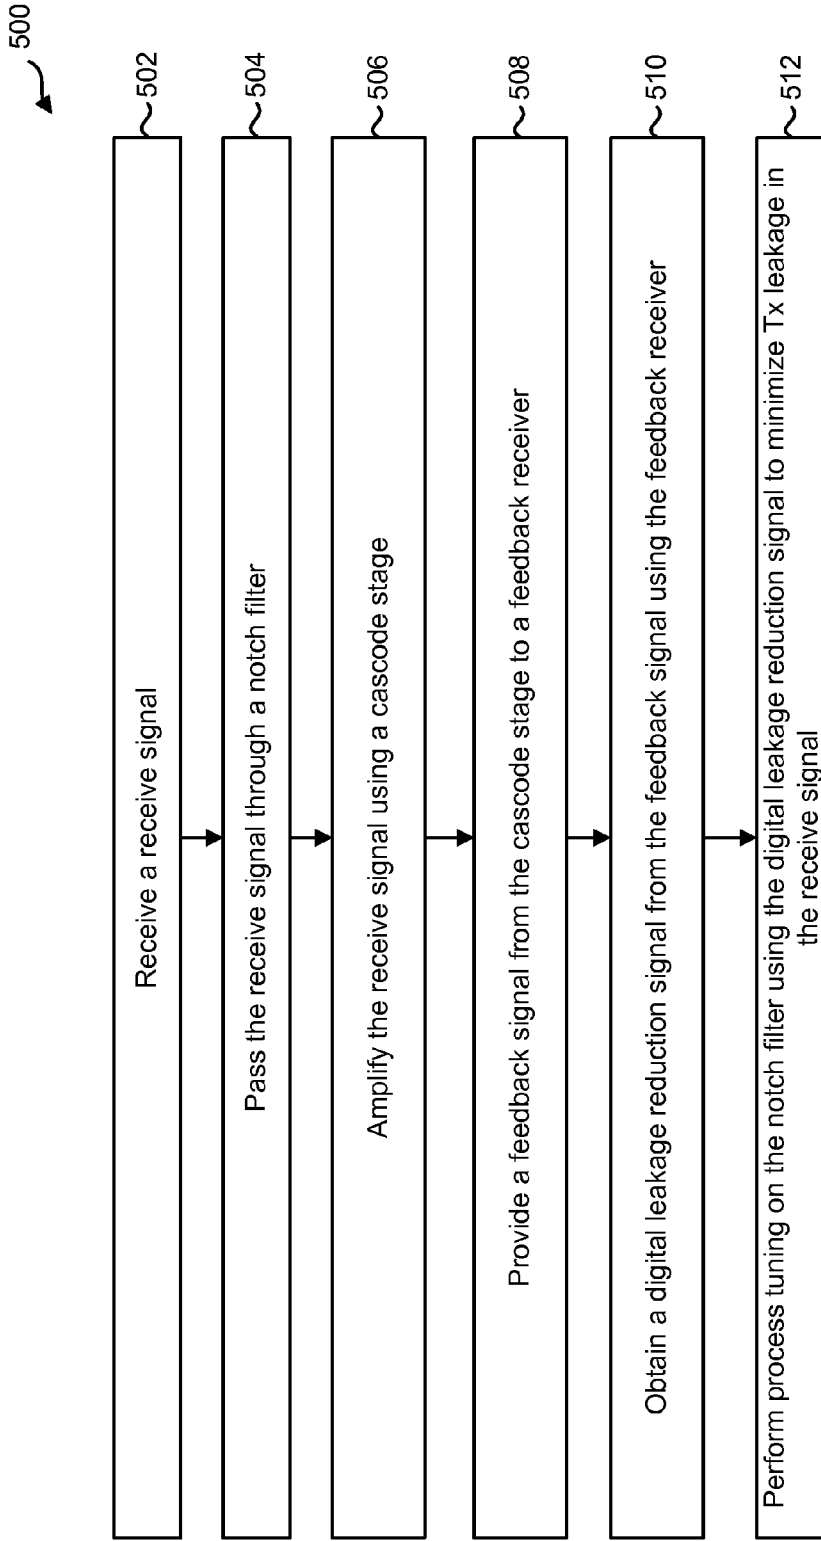 500
Receive a receive signal
502
Pass the receive signal through a notch filter
504
Amplify the receive signal using a cascode stage
506
Provide a feedback signal from the cascode stage to a feedback receiver
508
Obtain a digital leakage reduction signal from the feedback signal using the feedback receiver
510
Perform process tuning on the notch filter using the digital leakage reduction signal to minimize Tx leakage in
the receive signal
512